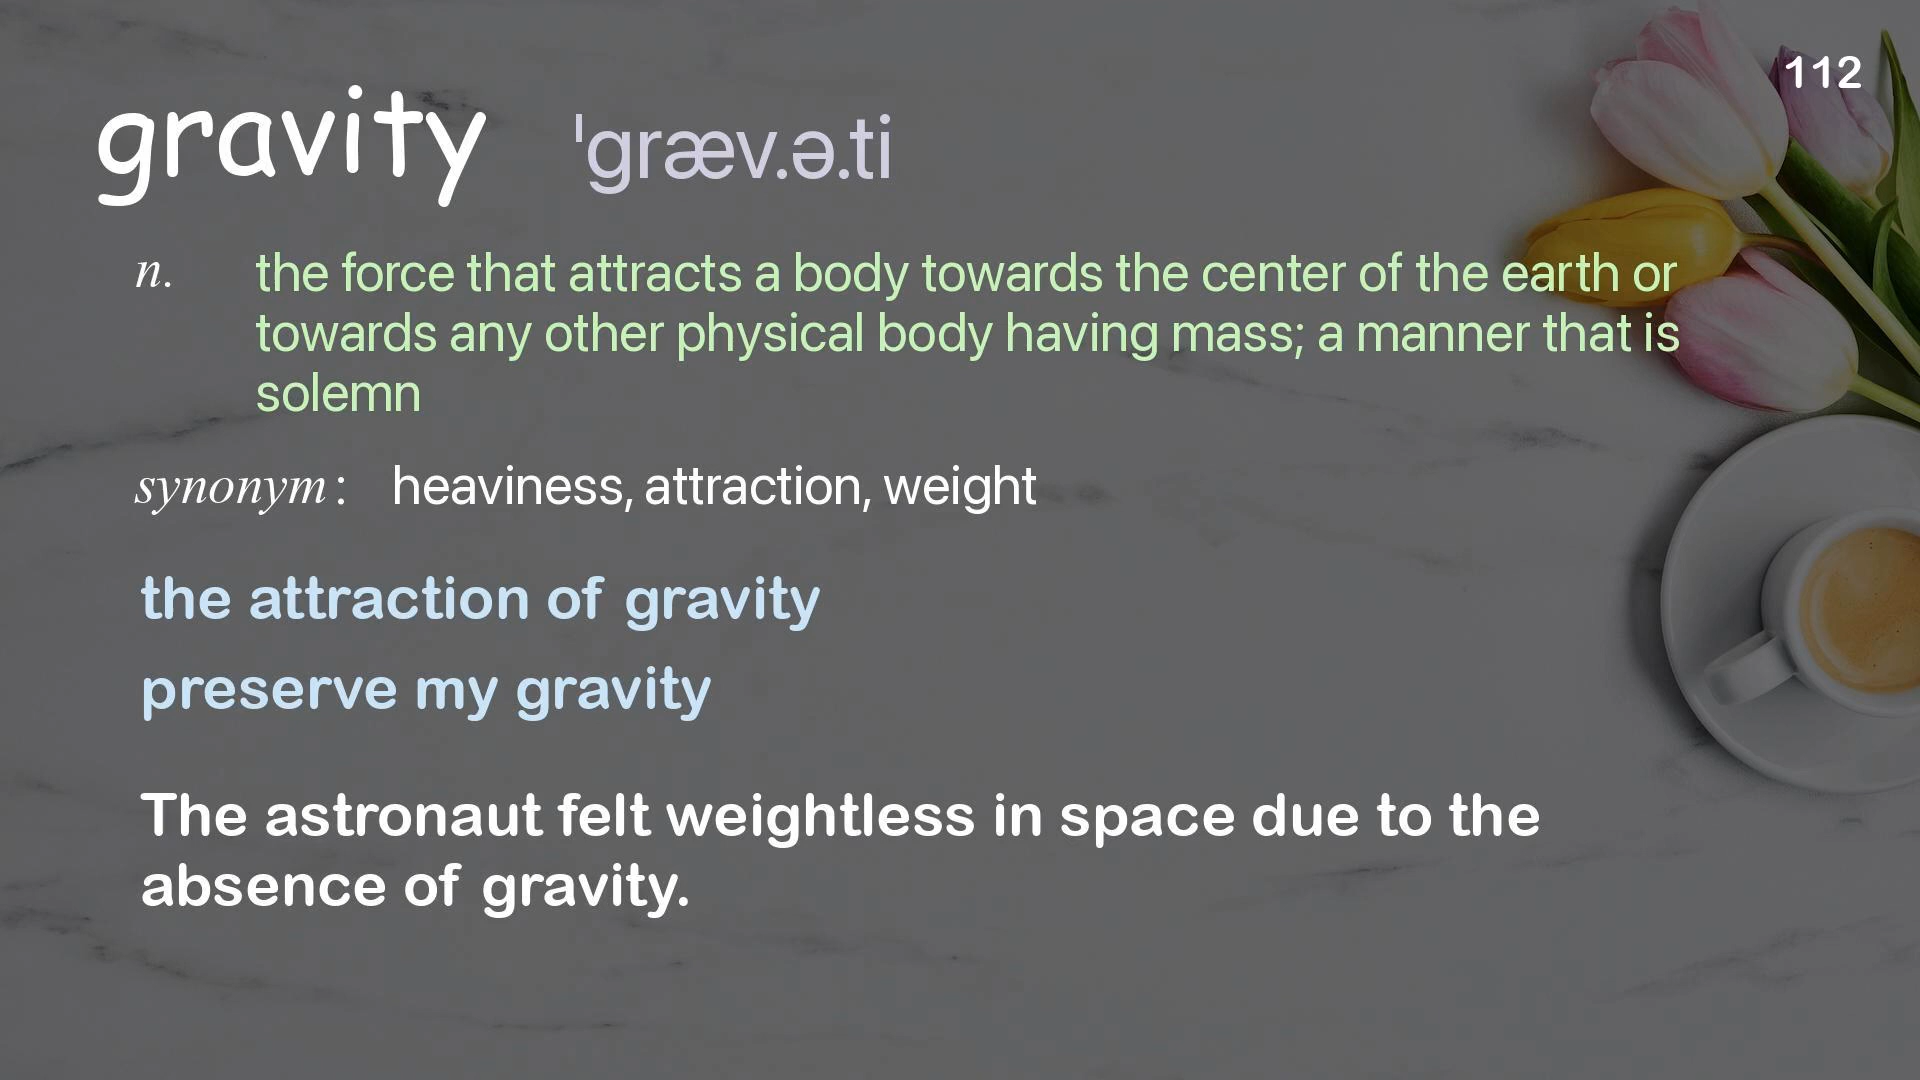 112
gravity ˈɡræv.ə.ti
n. the force that attracts a body towards the center of the earth or
towards any other physical body having mass; a manner that is
solemn
synonym : heaviness, attraction, weight
the attraction of gravity
preserve my gravity
The astronaut felt weightless in space due to the
absence of gravity.